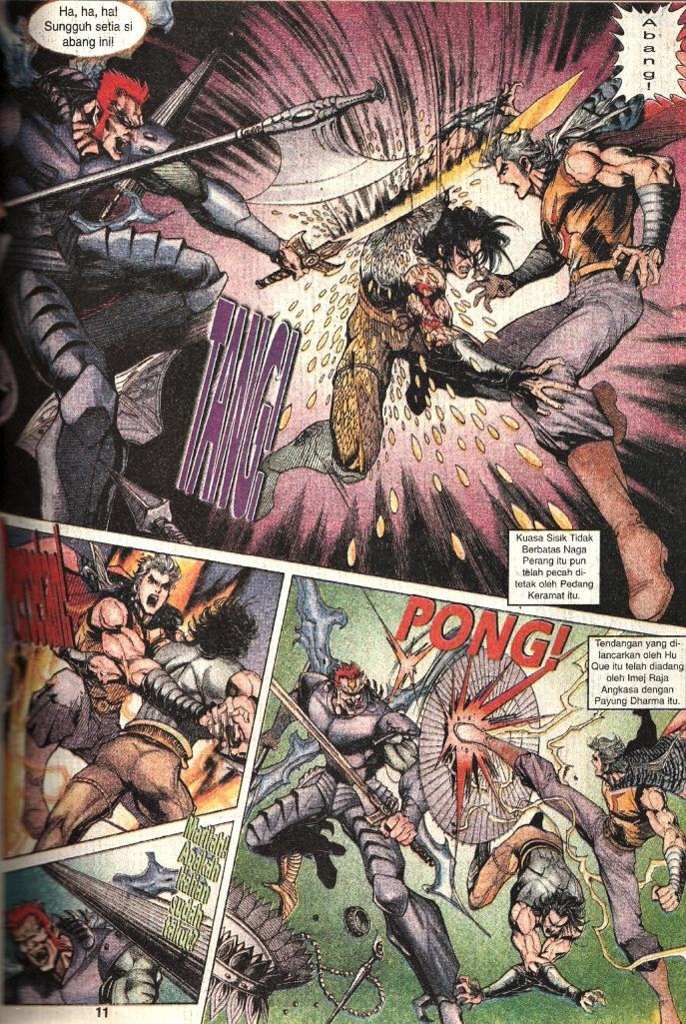 Ha, ha, ha!
Sungguh setia si
abang ini!
Abang!
TANG!
Kuasa Sisik Tidak
Berbatas Naga
Perang itu pun
telah pecah di-
tetak oleh Pedang
Keramat itu.
PONG!
Tendangan yang di-
lancarkan oleh Hu
Que itu telah diadang
oleh Imej Raja
Angkasa dengan
Payung Dharma itu.
11